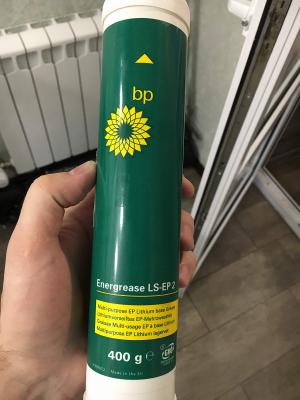 bp
Energrease LS-EP 2
Multi-purpose EP Lithium base Grease
Lithiumverseiftes EP-Mehrzweckfett
Graisse Multi-usage EP à base Lithium
Multipurpose EP Lithium lagervet
400 g e
Made in the EU